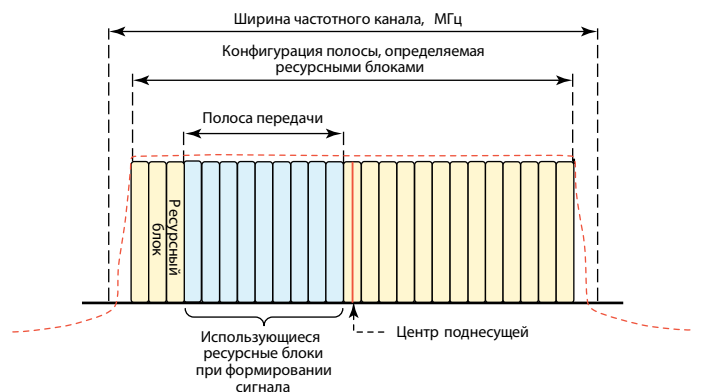 Ширина частотного канала, МГц
Конфигурация полосы, определяемая
ресурсными блоками
Полоса передачи
Ресурсный
блок
Использующиеся
ресурсные блоки
при формировании
сигнала
Центр поднесущей